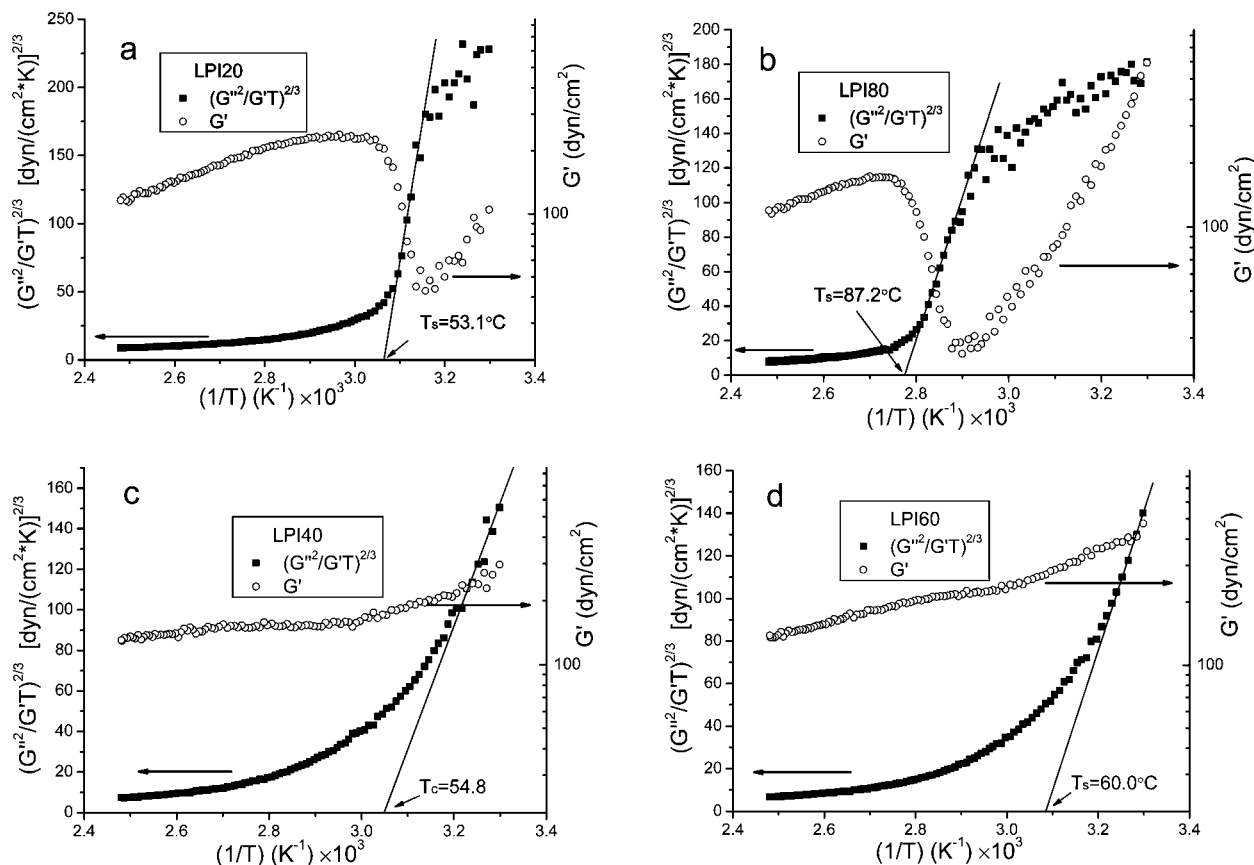 a
LPI20
(G''²/G'T)²/³
G'
250
225
200
175
150
125
100
75
50
25
0
(G''²/G'T)²/³ [dyn/(cm²*K)]²/³
100
G' (dyn/cm²)
Ts=53.1°C
2.4 2.6 2.8 3.0 3.2 3.4
(1/T) (K⁻¹) ×10³
b
LPI80
(G''²/G'T)²/³
G'
200
180
160
140
120
100
80
60
40
20
0
(G''²/G'T)²/³ [dyn/(cm²*K)]²/³
100
G' (dyn/cm²)
Ts=87.2°C
2.4 2.6 2.8 3.0 3.2 3.4
(1/T) (K⁻¹) ×10³
c
LPI40
(G''²/G'T)²/³
G'
160
140
120
100
80
60
40
20
0
(G''²/G'T)²/³ [dyn/(cm²*K)]²/³
100
G' (dyn/cm²)
Tc=54.8
2.4 2.6 2.8 3.0 3.2 3.4
(1/T) (K⁻¹) ×10³
d
LPI60
(G''²/G'T)²/³
G'
160
140
120
100
80
60
40
20
0
(G''²/G'T)²/³ [dyn/(cm²*K)]²/³
100
G' (dyn/cm²)
Ts=60.0°C
2.4 2.6 2.8 3.0 3.2 3.4
(1/T) (K⁻¹) ×10³